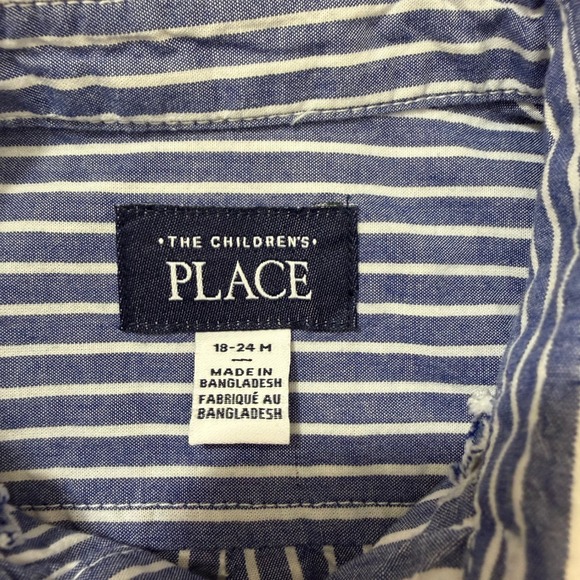 •THE CHILDREN'S•
PLACE
18-24 M
MADE IN
BANGLADESH
FABRIQUÉ AU
BANGLADESH